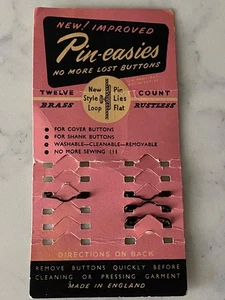 NEW! IMPROVED
Pin-easies
NO MORE LOST BUTTONS
New Style Loop
Pin Lies Flat
TWELVE COUNT
BRASS RUSTLESS
• FOR COVER BUTTONS
• FOR SHANK BUTTONS
• WASHABLE—CLEANABLE—REMOVABLE
• NO MORE SEWING !!!
DIRECTIONS ON BACK
REMOVE BUTTONS QUICKLY BEFORE
CLEANING OR PRESSING GARMENT
MADE IN ENGLAND